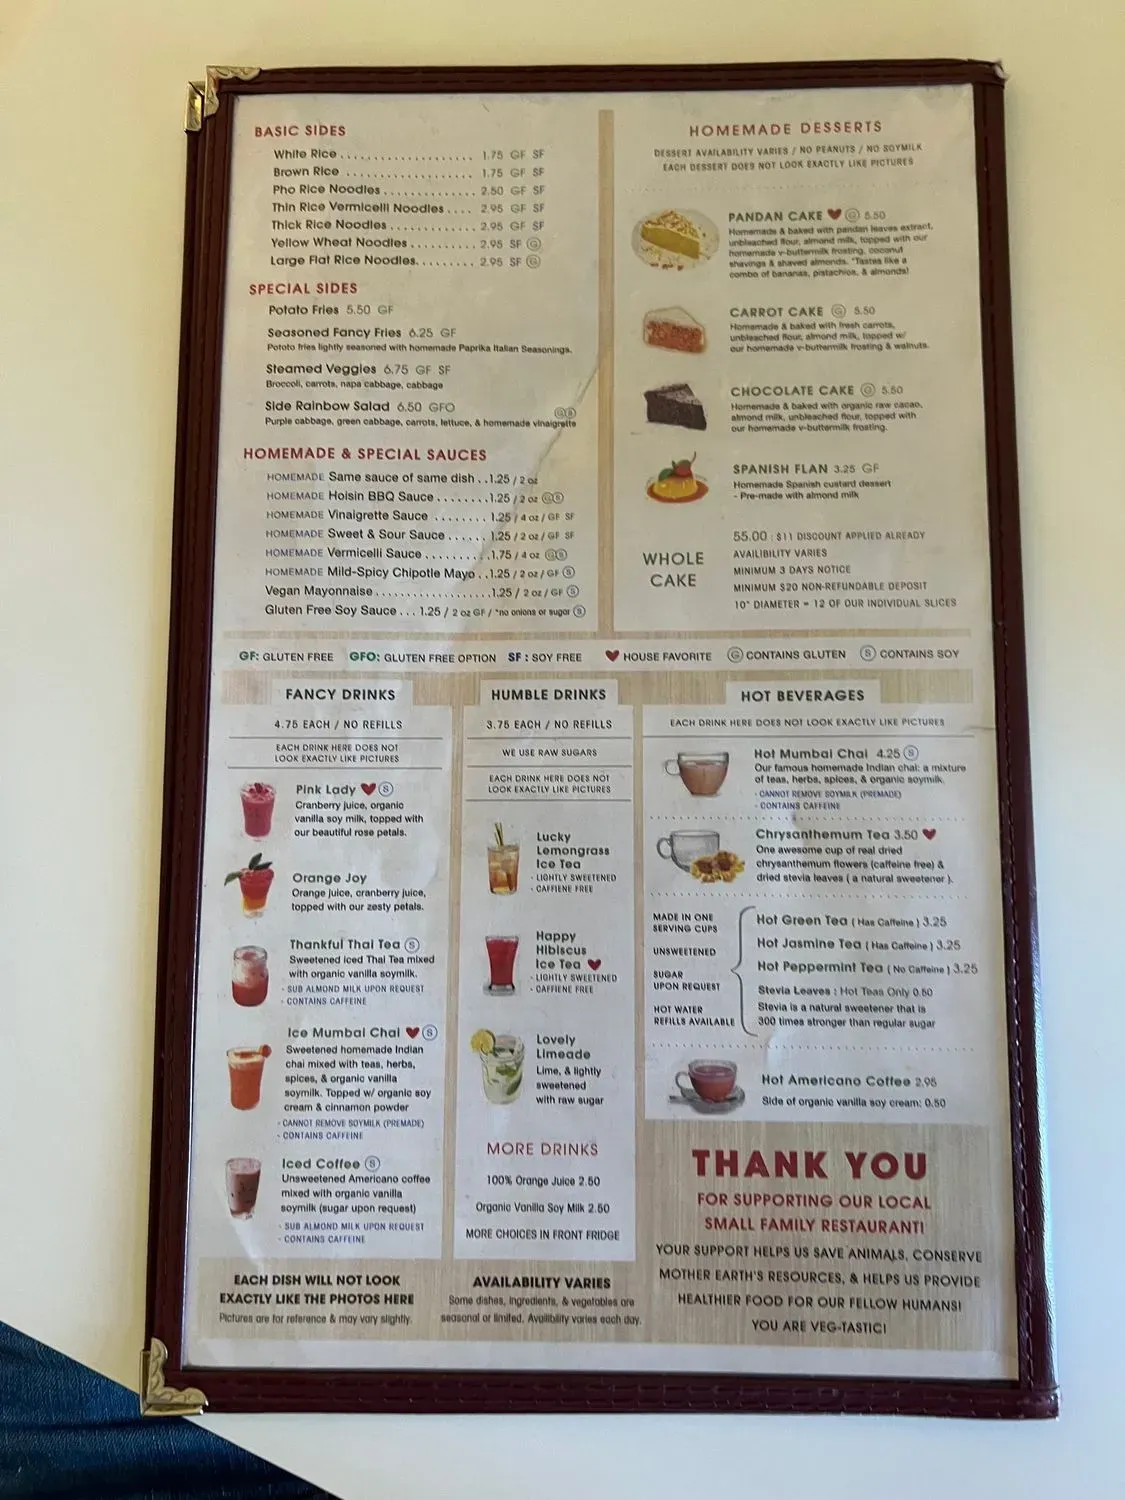 BASIC SIDES
White Rice . . . . . . . . . . . . . . . . . . . . 1.75 GF SF
Brown Rice . . . . . . . . . . . . . . . . . . . 1.75 GF SF
Pho Rice Noodles . . . . . . . . . . . . . . 2.50 GF SF
Thin Rice Vermicelli Noodles . . . . 2.95 GF SF
Thick Rice Noodles . . . . . . . . . . . . . 2.95 GF SF
Yellow Wheat Noodles . . . . . . . . . . 2.95 SF Ⓖ
Large Flat Rice Noodles. . . . . . . . . 2.95 SF Ⓖ
SPECIAL SIDES
Potato Fries 5.50 GF
Seasoned Fancy Fries 6.25 GF
Potato fries lightly seasoned with homemade Paprika Italian Seasonings.
Steamed Veggies 6.75 GF SF
Broccoli, carrots, napa cabbage, cabbage
Side Rainbow Salad 6.50 GFO
ⒼⓈ
Purple cabbage, green cabbage, carrots, lettuce, & homemade vinaigrette
HOMEMADE & SPECIAL SAUCES
HOMEMADE Same sauce of same dish . . 1.25 / 2 oz
HOMEMADE Hoisin BBQ Sauce . . . . . . . . 1.25 / 2 oz ⒼⓈ
HOMEMADE Vinaigrette Sauce . . . . . . . . 1.25 / 4 oz / GF SF
HOMEMADE Sweet & Sour Sauce . . . . . . 1.25 / 2 oz / GF SF
HOMEMADE Vermicelli Sauce . . . . . . . . . 1.75 / 4 oz ⒼⓈ
HOMEMADE Mild-Spicy Chipotle Mayo . . 1.25 / 2 oz / GF Ⓢ
Vegan Mayonnaise . . . . . . . . . . . . . . . . . . 1.25 / 2 oz / GF Ⓢ
Gluten Free Soy Sauce . . . 1.25 / 2 oz GF / *no onions or sugar Ⓢ
HOMEMADE DESSERTS
DESSERT AVAILABILITY VARIES / NO PEANUTS / NO SOYMILK
EACH DESSERT DOES NOT LOOK EXACTLY LIKE PICTURES
PANDAN CAKE ♥ Ⓖ 5.50
Homemade & baked with pandan leaves extract,
unbleached flour, almond milk, topped with our
homemade v-buttermilk frosting, coconut
shavings & shaved almonds. *Tastes like a
combo of bananas, pistachios, & almonds!
CARROT CAKE Ⓖ 5.50
Homemade & baked with fresh carrots,
unbleached flour, almond milk, topped w/
our homemade v-buttermilk frosting & walnuts.
CHOCOLATE CAKE Ⓖ 5.50
Homemade & baked with organic raw cacao,
almond milk, unbleached flour, topped with
our homemade v-buttermilk frosting.
SPANISH FLAN 3.25 GF
Homemade Spanish custard dessert
- Pre-made with almond milk
WHOLE
CAKE
55.00 : $11 DISCOUNT APPLIED ALREADY
AVAILIBILITY VARIES
MINIMUM 3 DAYS NOTICE
MINIMUM $20 NON-REFUNDABLE DEPOSIT
10" DIAMETER = 12 OF OUR INDIVIDUAL SLICES
GF: GLUTEN FREE GFO: GLUTEN FREE OPTION SF : SOY FREE ♥ HOUSE FAVORITE Ⓖ CONTAINS GLUTEN Ⓢ CONTAINS SOY
FANCY DRINKS
4.75 EACH / NO REFILLS
EACH DRINK HERE DOES NOT
LOOK EXACTLY LIKE PICTURES
Pink Lady ♥ Ⓢ
Cranberry juice, organic
vanilla soy milk, topped with
our beautiful rose petals.
Orange Joy
Orange juice, cranberry juice,
topped with our zesty petals.
Thankful Thai Tea Ⓢ
Sweetened iced Thai Tea mixed
with organic vanilla soymilk.
- SUB ALMOND MILK UPON REQUEST
- CONTAINS CAFFEINE
Ice Mumbai Chai ♥ Ⓢ
Sweetened homemade Indian
chai mixed with teas, herbs,
spices, & organic vanilla
soymilk. Topped w/ organic soy
cream & cinnamon powder
- CANNOT REMOVE SOYMILK (PREMADE)
- CONTAINS CAFFEINE
Iced Coffee Ⓢ
Unsweetened Americano coffee
mixed with organic vanilla
soymilk (sugar upon request)
- SUB ALMOND MILK UPON REQUEST
- CONTAINS CAFFEINE
HUMBLE DRINKS
3.75 EACH / NO REFILLS
WE USE RAW SUGARS
EACH DRINK HERE DOES NOT
LOOK EXACTLY LIKE PICTURES
Lucky
Lemongrass
Ice Tea
- LIGHTLY SWEETENED
- CAFFIENE FREE
Happy
Hibiscus
Ice Tea ♥
- LIGHTLY SWEETENED
- CAFFIENE FREE
Lovely
Limeade
Lime, & lightly
sweetened
with raw sugar
MORE DRINKS
100% Orange Juice 2.50
Organic Vanilla Soy Milk 2.50
MORE CHOICES IN FRONT FRIDGE
HOT BEVERAGES
EACH DRINK HERE DOES NOT LOOK EXACTLY LIKE PICTURES
Hot Mumbai Chai 4.25 Ⓢ
Our famous homemade Indian chai: a mixture
of teas, herbs, spices, & organic soymilk.
- CANNOT REMOVE SOYMILK (PREMADE)
- CONTAINS CAFFEINE
Chrysanthemum Tea 3.50 ♥
One awesome cup of real dried
chrysanthemum flowers (caffeine free) &
dried stevia leaves ( a natural sweetener ).
MADE IN ONE
SERVING CUPS
UNSWEETENED
SUGAR
UPON REQUEST
HOT WATER
REFILLS AVAILABLE
Hot Green Tea ( Has Caffeine ) 3.25
Hot Jasmine Tea ( Has Caffeine ) 3.25
Hot Peppermint Tea ( No Caffeine ) 3.25
Stevia Leaves : Hot Teas Only 0.50
Stevia is a natural sweetener that is
300 times stronger than regular sugar
Hot Americano Coffee 2.95
Side of organic vanilla soy cream: 0.50
THANK YOU
FOR SUPPORTING OUR LOCAL
SMALL FAMILY RESTAURANT!
YOUR SUPPORT HELPS US SAVE ANIMALS, CONSERVE
MOTHER EARTH'S RESOURCES, & HELPS US PROVIDE
HEALTHIER FOOD FOR OUR FELLOW HUMANS!
YOU ARE VEG-TASTIC!
EACH DISH WILL NOT LOOK
EXACTLY LIKE THE PHOTOS HERE
Pictures are for reference & may vary slightly.
AVAILABILITY VARIES
Some dishes, ingredients, & vegetables are
seasonal or limited. Availibility varies each day.